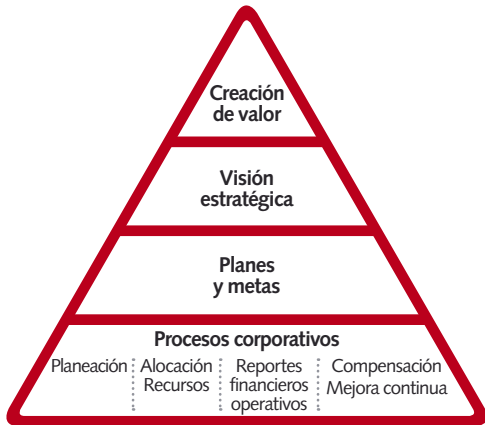 Creación
de valor
Visión
estratégica
Planes
y metas
Procesos corporativos
Planeación
Alocación
Recursos
Reportes
financieros
operativos
Compensación
Mejora continua